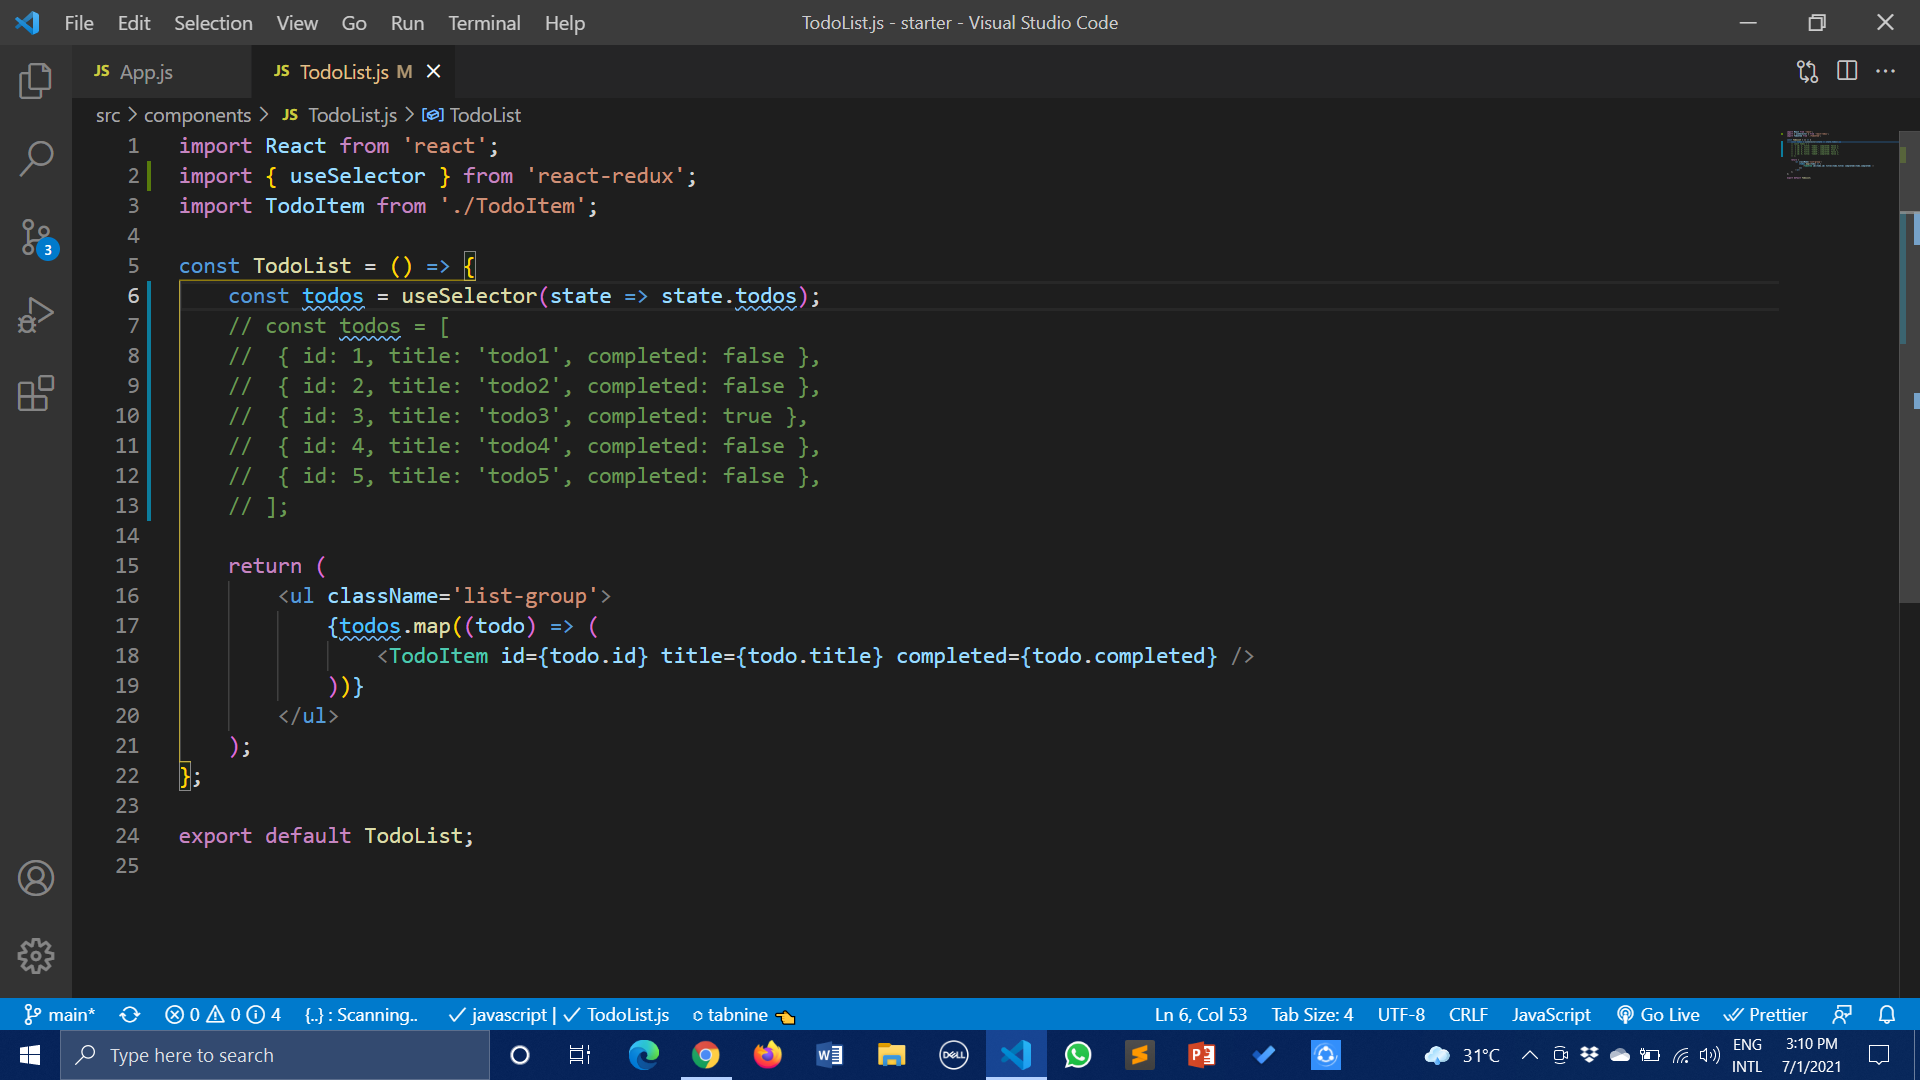 File Edit Selection View Go Run Terminal Help TodoList.js - starter - Visual Studio Code
JS App.js JS TodoList.js M
src > components > JS TodoList.js > TodoList
1 import React from 'react';
2 import { useSelector } from 'react-redux';
3 import TodoItem from './TodoItem';
4
5 const TodoList = () => {
6 const todos = useSelector(state => state.todos);
7 // const todos = [
8 // { id: 1, title: 'todo1', completed: false },
9 // { id: 2, title: 'todo2', completed: false },
10 // { id: 3, title: 'todo3', completed: true },
11 // { id: 4, title: 'todo4', completed: false },
12 // { id: 5, title: 'todo5', completed: false },
13 // ];
14
15 return (
16 <ul className='list-group'>
17 {todos.map((todo) => (
18 <TodoItem id={todo.id} title={todo.title} completed={todo.completed} />
19 ))}
20 </ul>
21 );
22 };
23
24 export default TodoList;
25
3
main* 0 0 4 {..} : Scanning.. javascript | TodoList.js tabnine Ln 6, Col 53 Tab Size: 4 UTF-8 CRLF JavaScript Go Live Prettier
Type here to search DELL 31°C ENG INTL 3:10 PM 7/1/2021